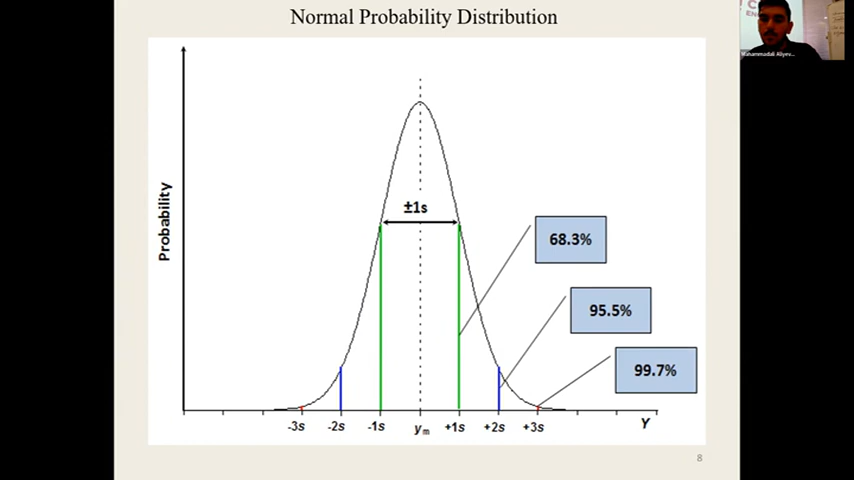 Normal Probability Distribution
Probability
±1s
68.3%
95.5%
99.7%
-3s -2s -1s ym +1s +2s +3s Y
8